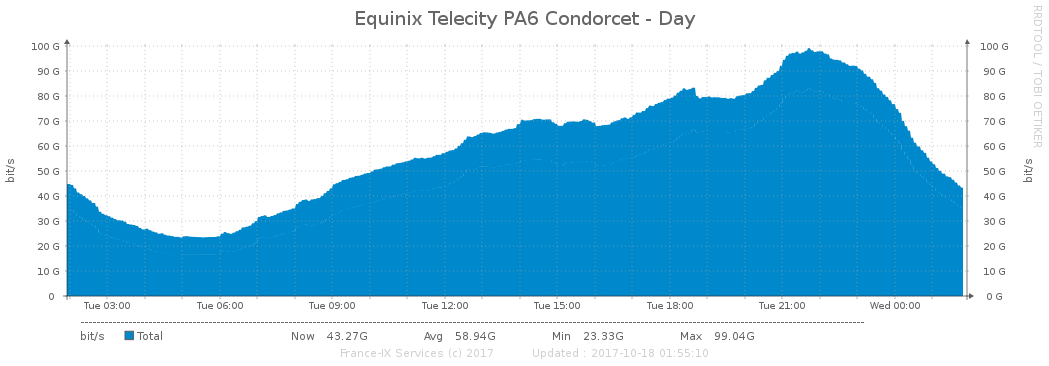 Equinix Telecity PA6 Condorcet - Day
RRDTOOL / TOBI OETIKER
bit/s
100 G
90 G
80 G
70 G
60 G
50 G
40 G
30 G
20 G
10 G
0
100 G
90 G
80 G
70 G
60 G
50 G
40 G
30 G
20 G
10 G
0 G
bit/s
Tue 03:00 Tue 06:00 Tue 09:00 Tue 12:00 Tue 15:00 Tue 18:00 Tue 21:00 Wed 00:00
bit/s Total Now 43.27G Avg 58.94G Min 23.33G Max 99.04G
France-IX Services (c) 2017 Updated : 2017-10-18 01:55:10